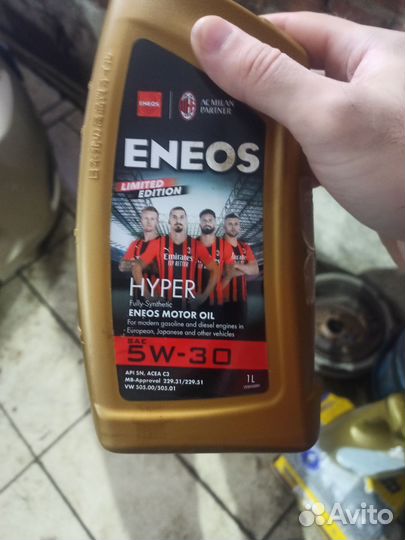 ENEOS
AC MILAN
PARTNER
ENEOS
LIMITED
EDITION
Emirates
FLY BETTER
HYPER
Fully-Synthetic
ENEOS MOTOR OIL
For modern gasoline and diesel engines in
European, Japanese and other vehicles
SAE
5W-30
API SN, ACEA C3
MB-Approval 229.31/229.51
VW 505.00/505.01
1L
Avito